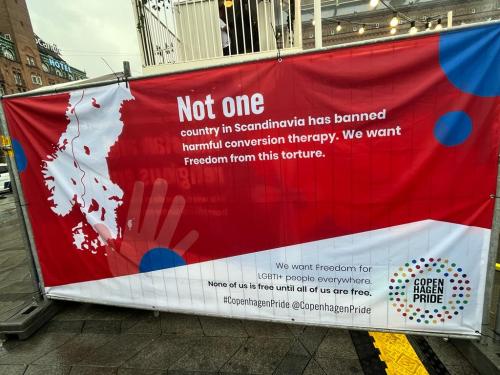 Scandic
HOTEL
Not one
country in Scandinavia has banned
harmful conversion therapy. We want
Freedom from this torture.
We want Freedom for
LGBTI+ people everywhere.
None of us is free until all of us are free.
#CopenhagenPride @CopenhagenPride
COPEN
HAGEN
PRIDE